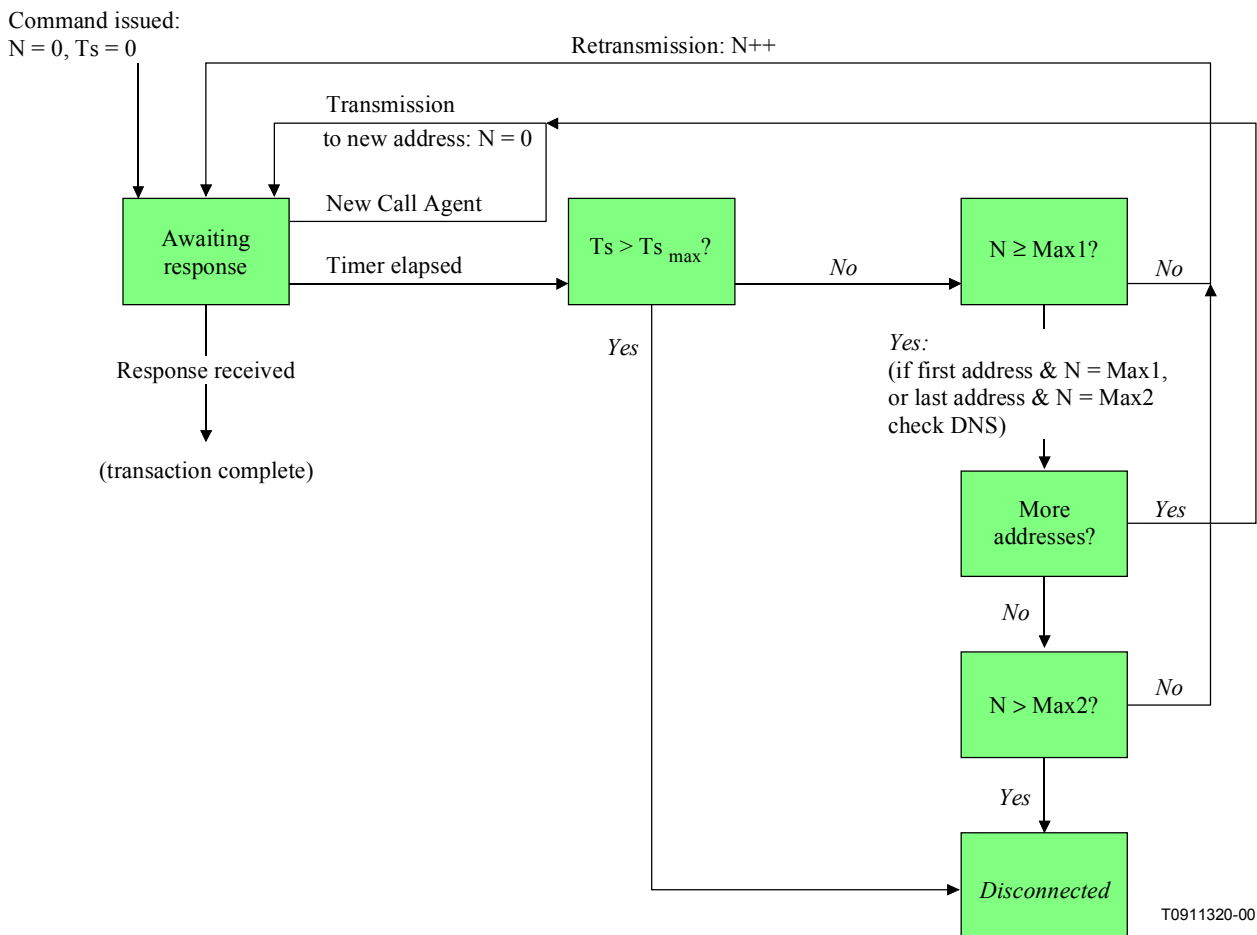 Command issued:
N = 0, Ts = 0
Retransmission: N++
Transmission
to new address: N = 0
New Call Agent
Awaiting
response
Timer elapsed
Ts > Ts max?
No
N ≥ Max1?
No
Yes
Response received
(transaction complete)
Yes:
(if first address & N = Max1,
or last address & N = Max2
check DNS)
More
addresses?
Yes
No
N > Max2?
No
Yes
Disconnected
T0911320-00